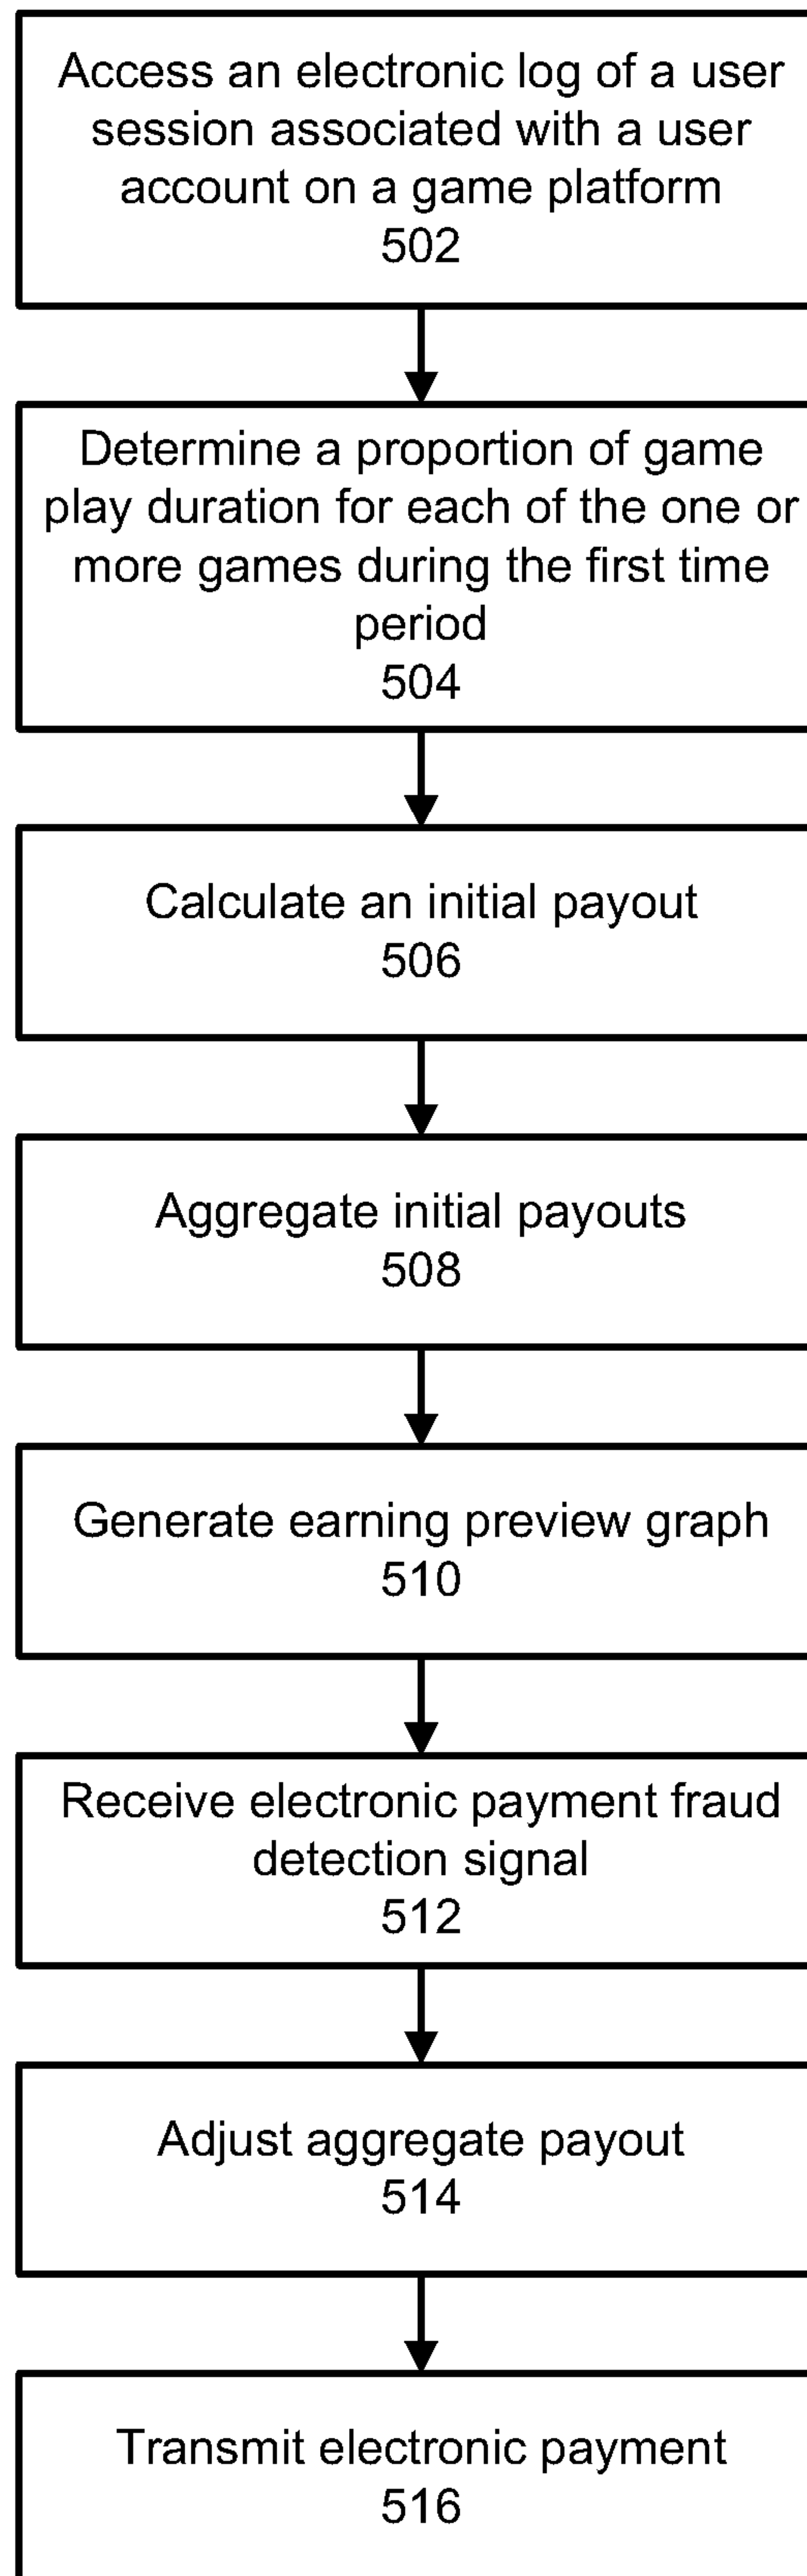 Access an electronic log of a user
session associated with a user
account on a game platform
502
Determine a proportion of game
play duration for each of the one or
more games during the first time
period
504
Calculate an initial payout
506
Aggregate initial payouts
508
Generate earning preview graph
510
Receive electronic payment fraud
detection signal
512
Adjust aggregate payout
514
Transmit electronic payment
516